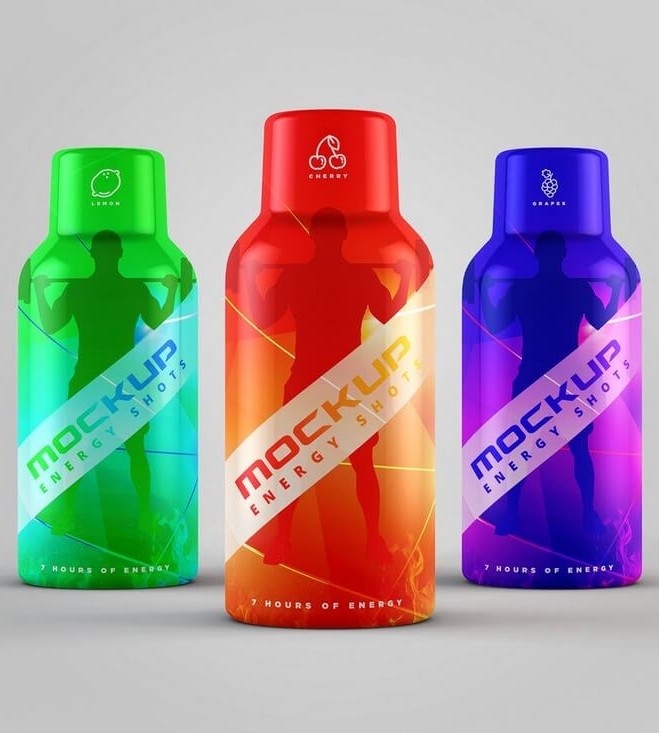 LEMON
MOCKUP
ENERGY SHOTS
7 HOURS OF ENERGY
CHERRY
MOCKUP
ENERGY SHOTS
7 HOURS OF ENERGY
GRAPES
MOCKUP
ENERGY SHOTS
7 HOURS OF ENERGY